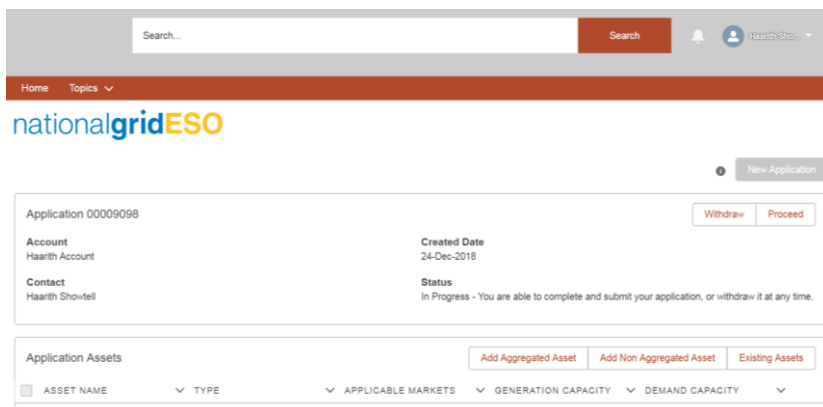 Search...
Search
Haarith Sho...
Home Topics
nationalgridESO
New Application
Application 00009098
Withdraw Proceed
Account
Haarith Account
Created Date
24-Dec-2018
Contact
Haarith Showtell
Status
In Progress - You are able to complete and submit your application, or withdraw it at any time.
Application Assets
Add Aggregated Asset Add Non Aggregated Asset Existing Assets
ASSET NAME TYPE APPLICABLE MARKETS GENERATION CAPACITY DEMAND CAPACITY